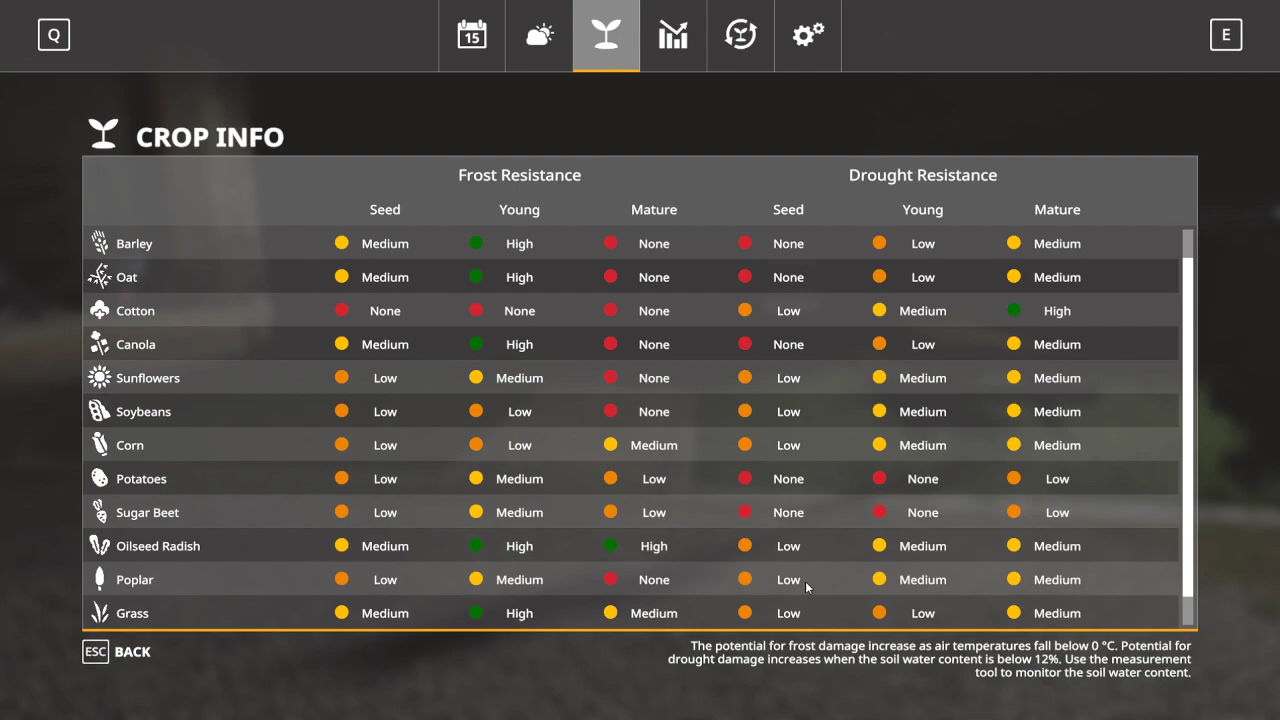 Q
15
E
CROP INFO
Frost Resistance Drought Resistance
Seed Young Mature Seed Young Mature
Barley Medium High None None Low Medium
Oat Medium High None None Low Medium
Cotton None None None Low Medium High
Canola Medium High None None Low Medium
Sunflowers Low Medium None Low Medium Medium
Soybeans Low Low None Low Medium Medium
Corn Low Low Medium Low Medium Medium
Potatoes Low Medium Low None None Low
Sugar Beet Low Medium Low None None Low
Oilseed Radish Medium High High Low Medium Medium
Poplar Low Medium None Low Medium Medium
Grass Medium High Medium Low Low Medium
ESC BACK
The potential for frost damage increase as air temperatures fall below 0 °C. Potential for
drought damage increases when the soil water content is below 12%. Use the measurement
tool to monitor the soil water content.